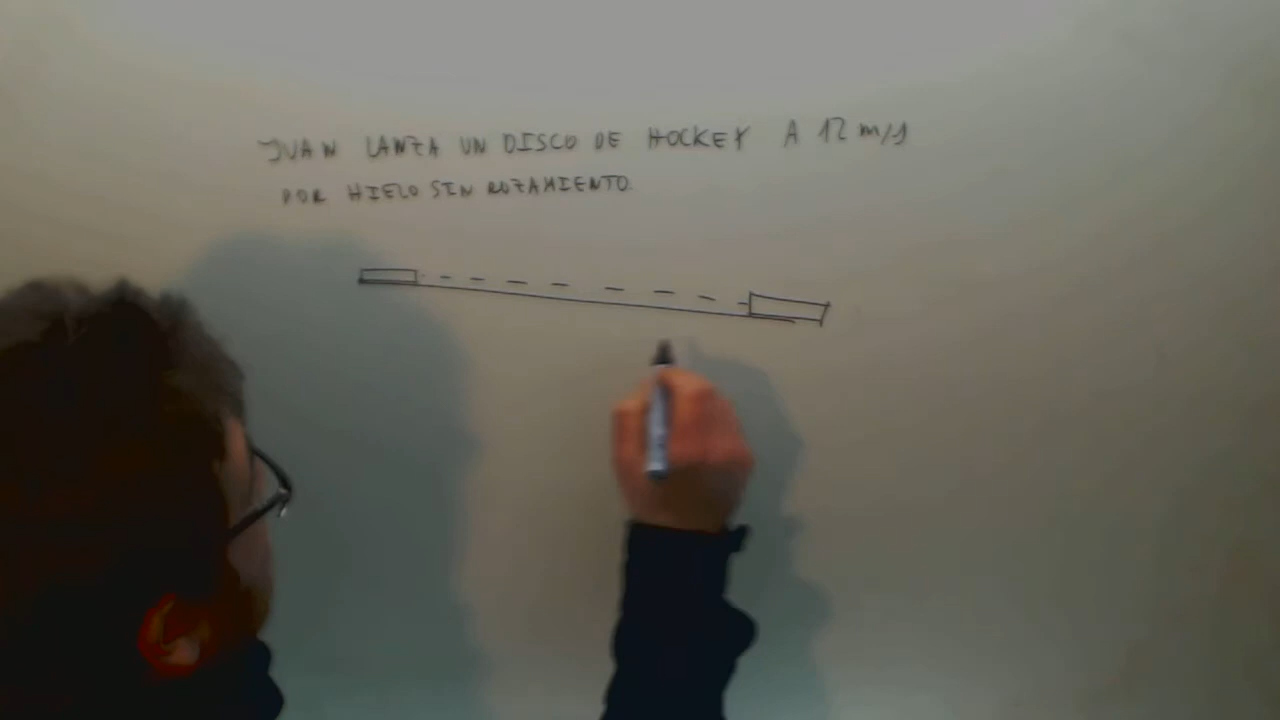 JUAN LANZA UN DISCO DE HOCKEY A 12 m/s
POR HIELO SIN ROZAMIENTO.